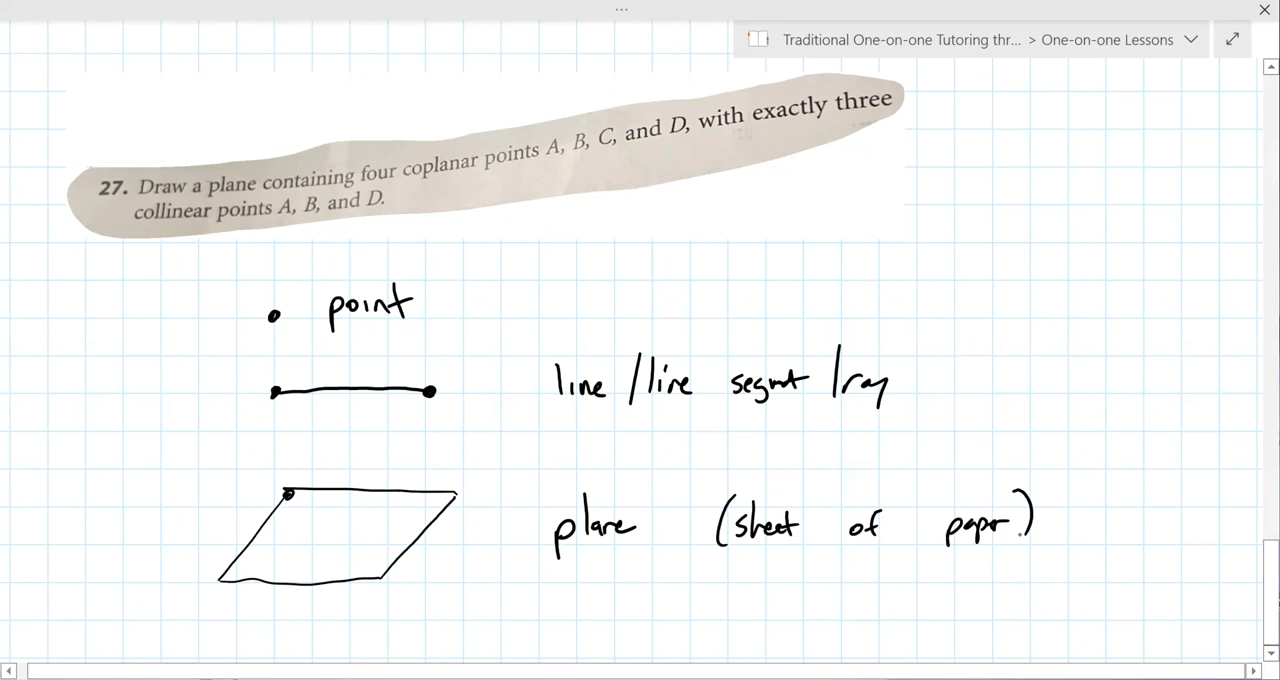 ...
Traditional One-on-one Tutoring thr... > One-on-one Lessons
27. Draw a plane containing four coplanar points A, B, C, and D, with exactly three
collinear points A, B, and D.
point
line / line segmt / ray
plane (sheet of paper)